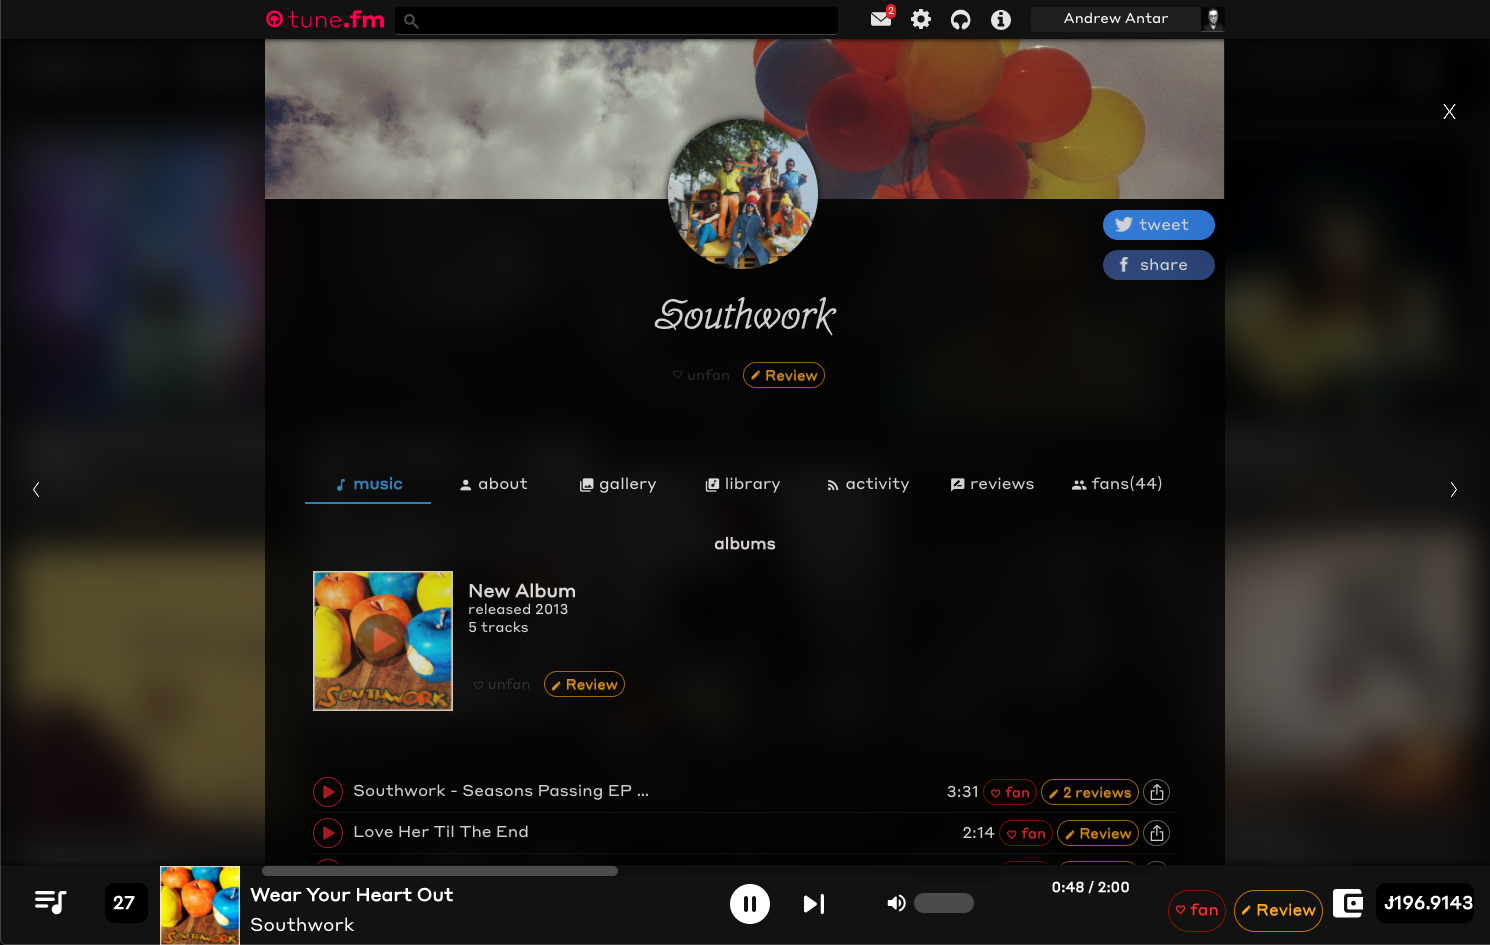 tune.fm
2
Andrew Antar
X
tweet
share
Southwork
unfan Review
music about gallery library activity reviews fans(44)
albums
New Album
released 2013
5 tracks
SOUTHWORK
unfan Review
Southwork - Seasons Passing EP ... 3:31 fan 2 reviews
Love Her Til The End 2:14 fan Review
27
SOUTHWORK
Wear Your Heart Out
Southwork
0:48 / 2:00
fan Review
J196.9143